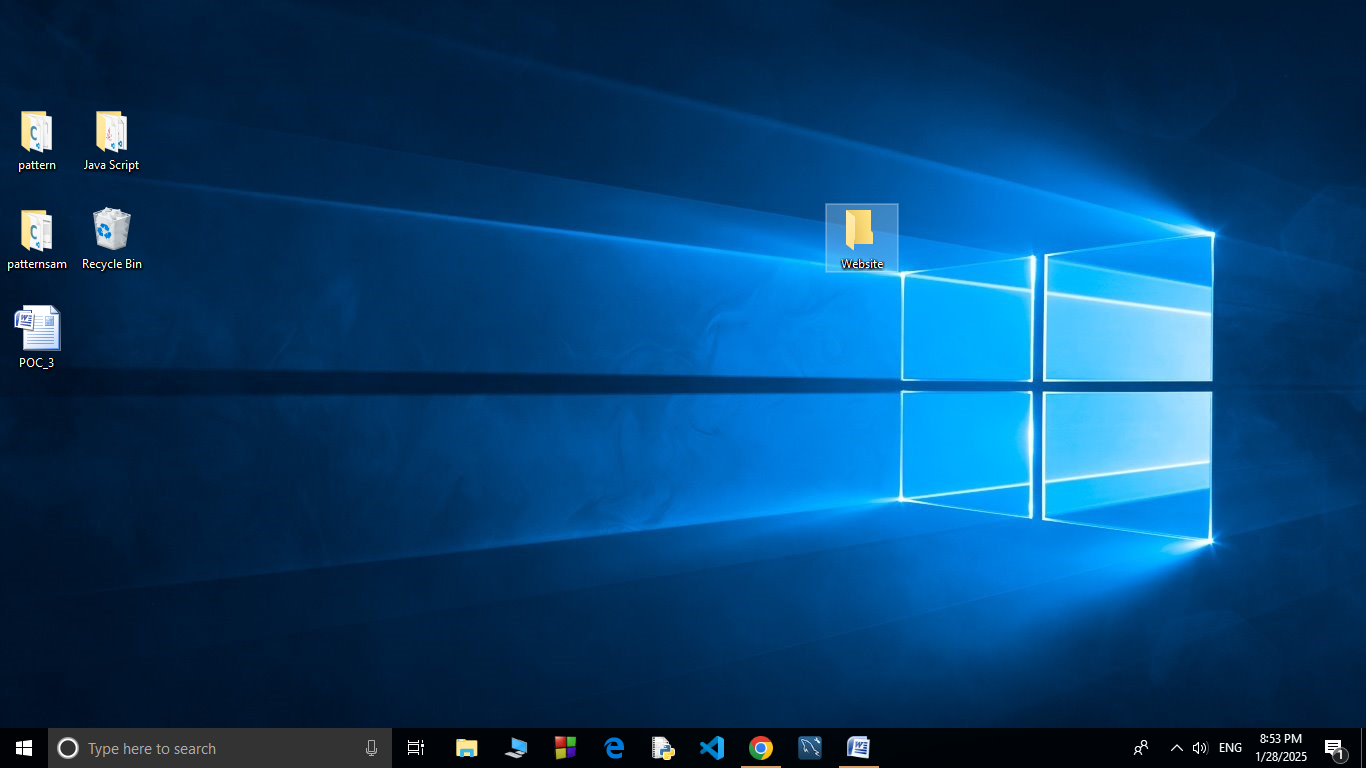 pattern
Java Script
patternsam
Recycle Bin
POC_3
Website
Type here to search
ENG
8:53 PM
1/28/2025
1